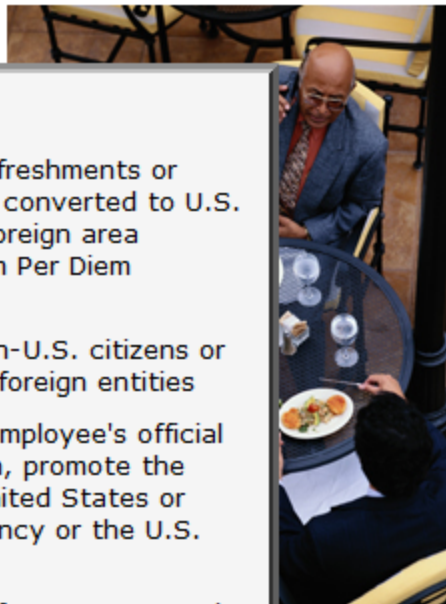 freshments or
converted to U.S.
oreign area
Per Diem
n-U.S. citizens or
foreign entities
mployee's official
, promote the
ited States or
ncy or the U.S.